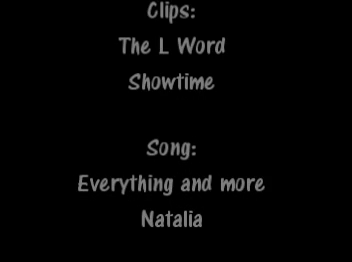 Clips:
The L Word
Showtime
Song:
Everything and more
Natalia